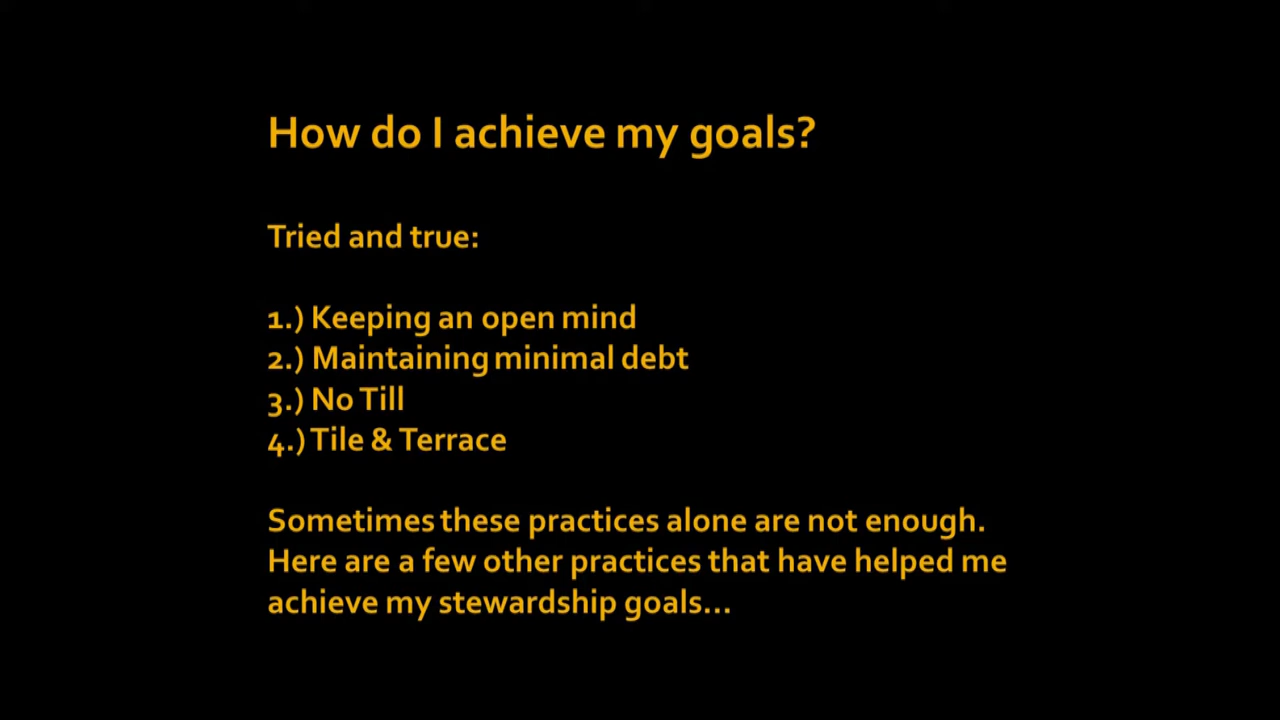 How do I achieve my goals?
Tried and true:
1.) Keeping an open mind
2.) Maintaining minimal debt
3.) No Till
4.) Tile & Terrace
Sometimes these practices alone are not enough.
Here are a few other practices that have helped me
achieve my stewardship goals...